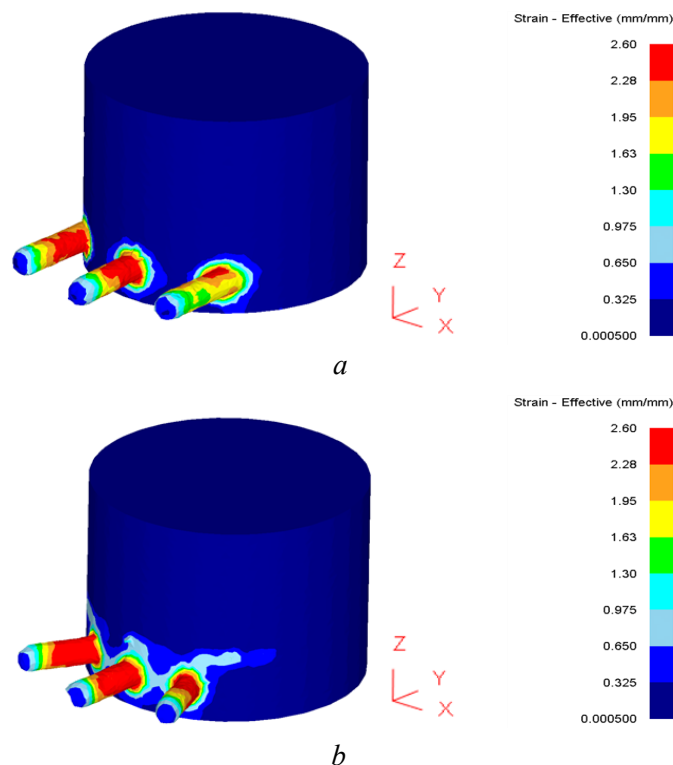 Strain - Effective (mm/mm)
2.60
2.28
1.95
1.63
1.30
0.975
0.650
0.325
0.000500
Z
Y
X
a
Strain - Effective (mm/mm)
2.60
2.28
1.95
1.63
1.30
0.975
0.650
0.325
0.000500
Z
Y
X
b